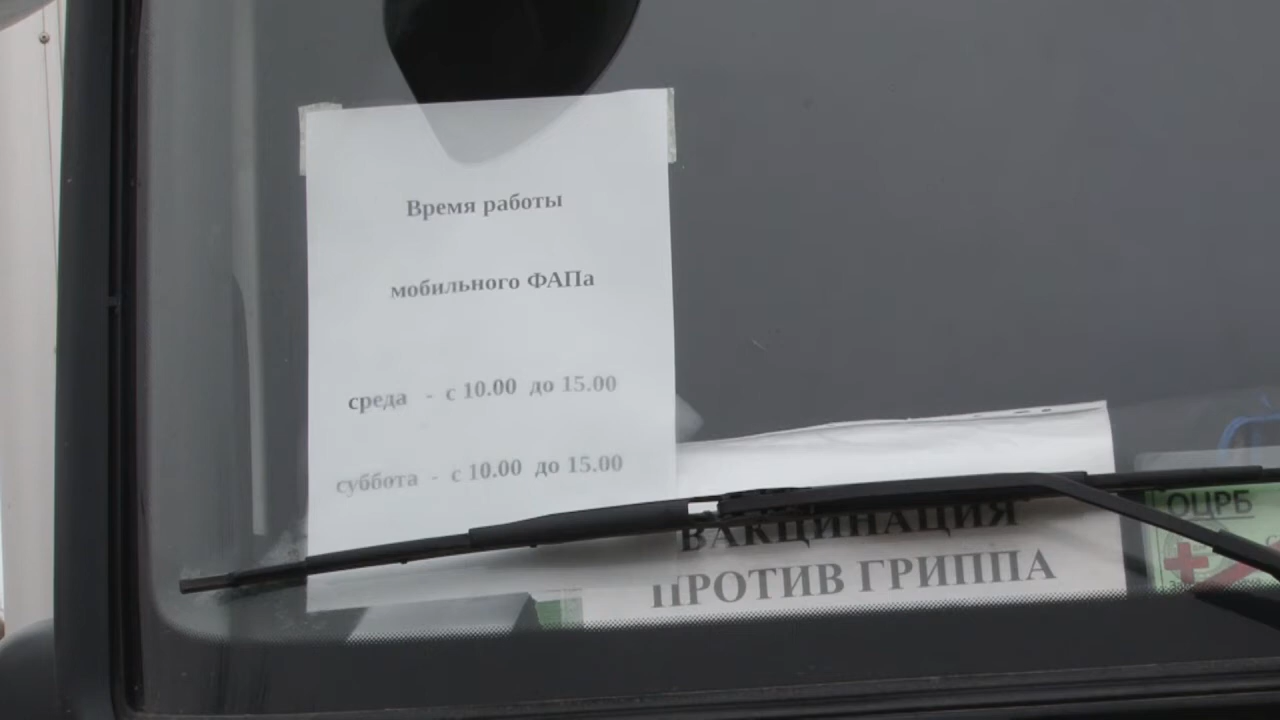 Время работы
мобильного ФАПа
среда - с 10.00 до 15.00
суббота - с 10.00 до 15.00
ВАКЦИНАЦИЯ
ПРОТИВ ГРИППА
ОЦРБ